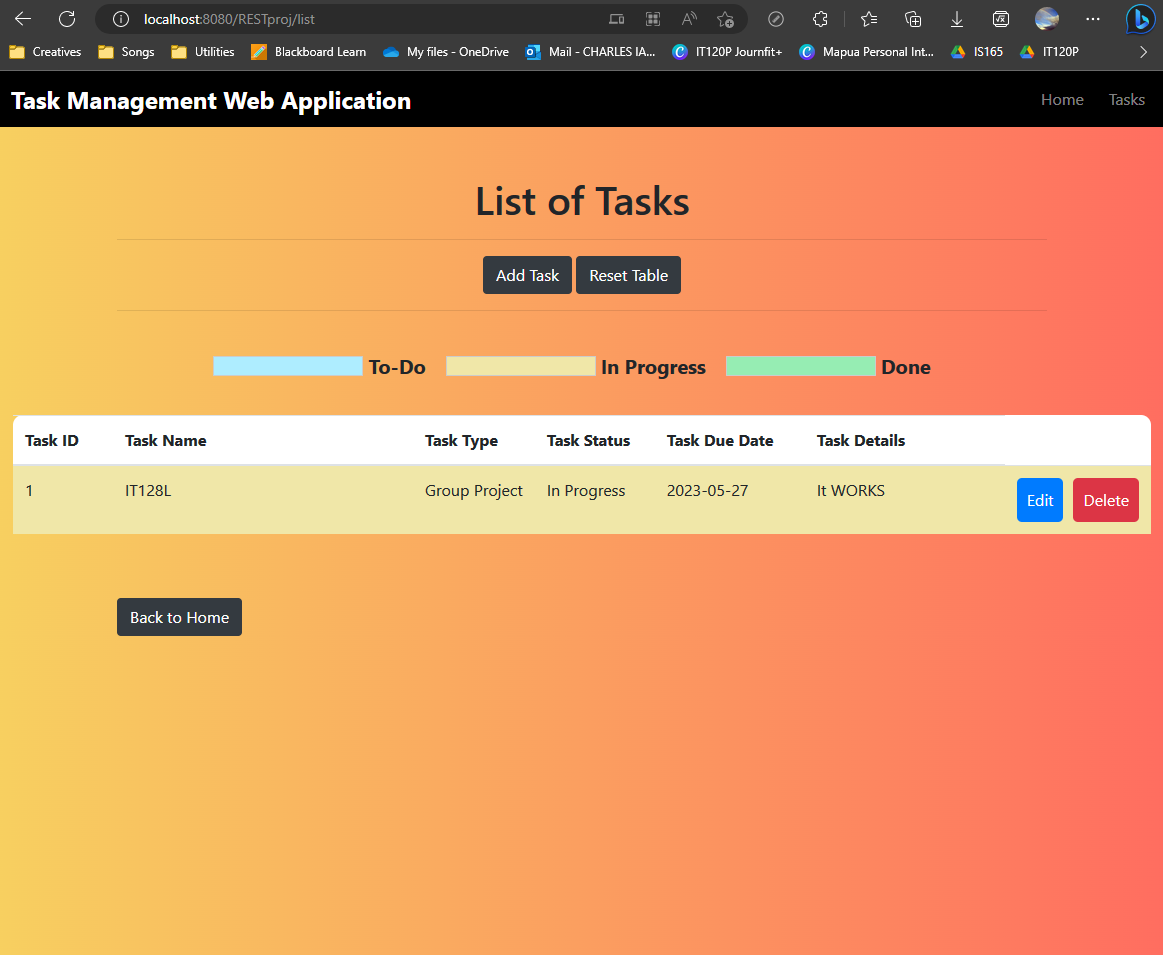 localhost:8080/RESTproj/list
Creatives Songs Utilities Blackboard Learn My files - OneDrive Mail - CHARLES IA... IT120P Journfit+ Mapua Personal Int... IS165 IT120P
Task Management Web Application Home Tasks
List of Tasks
Add Task Reset Table
To-Do In Progress Done
Task ID Task Name Task Type Task Status Task Due Date Task Details
1 IT128L Group Project In Progress 2023-05-27 It WORKS Edit Delete
Back to Home